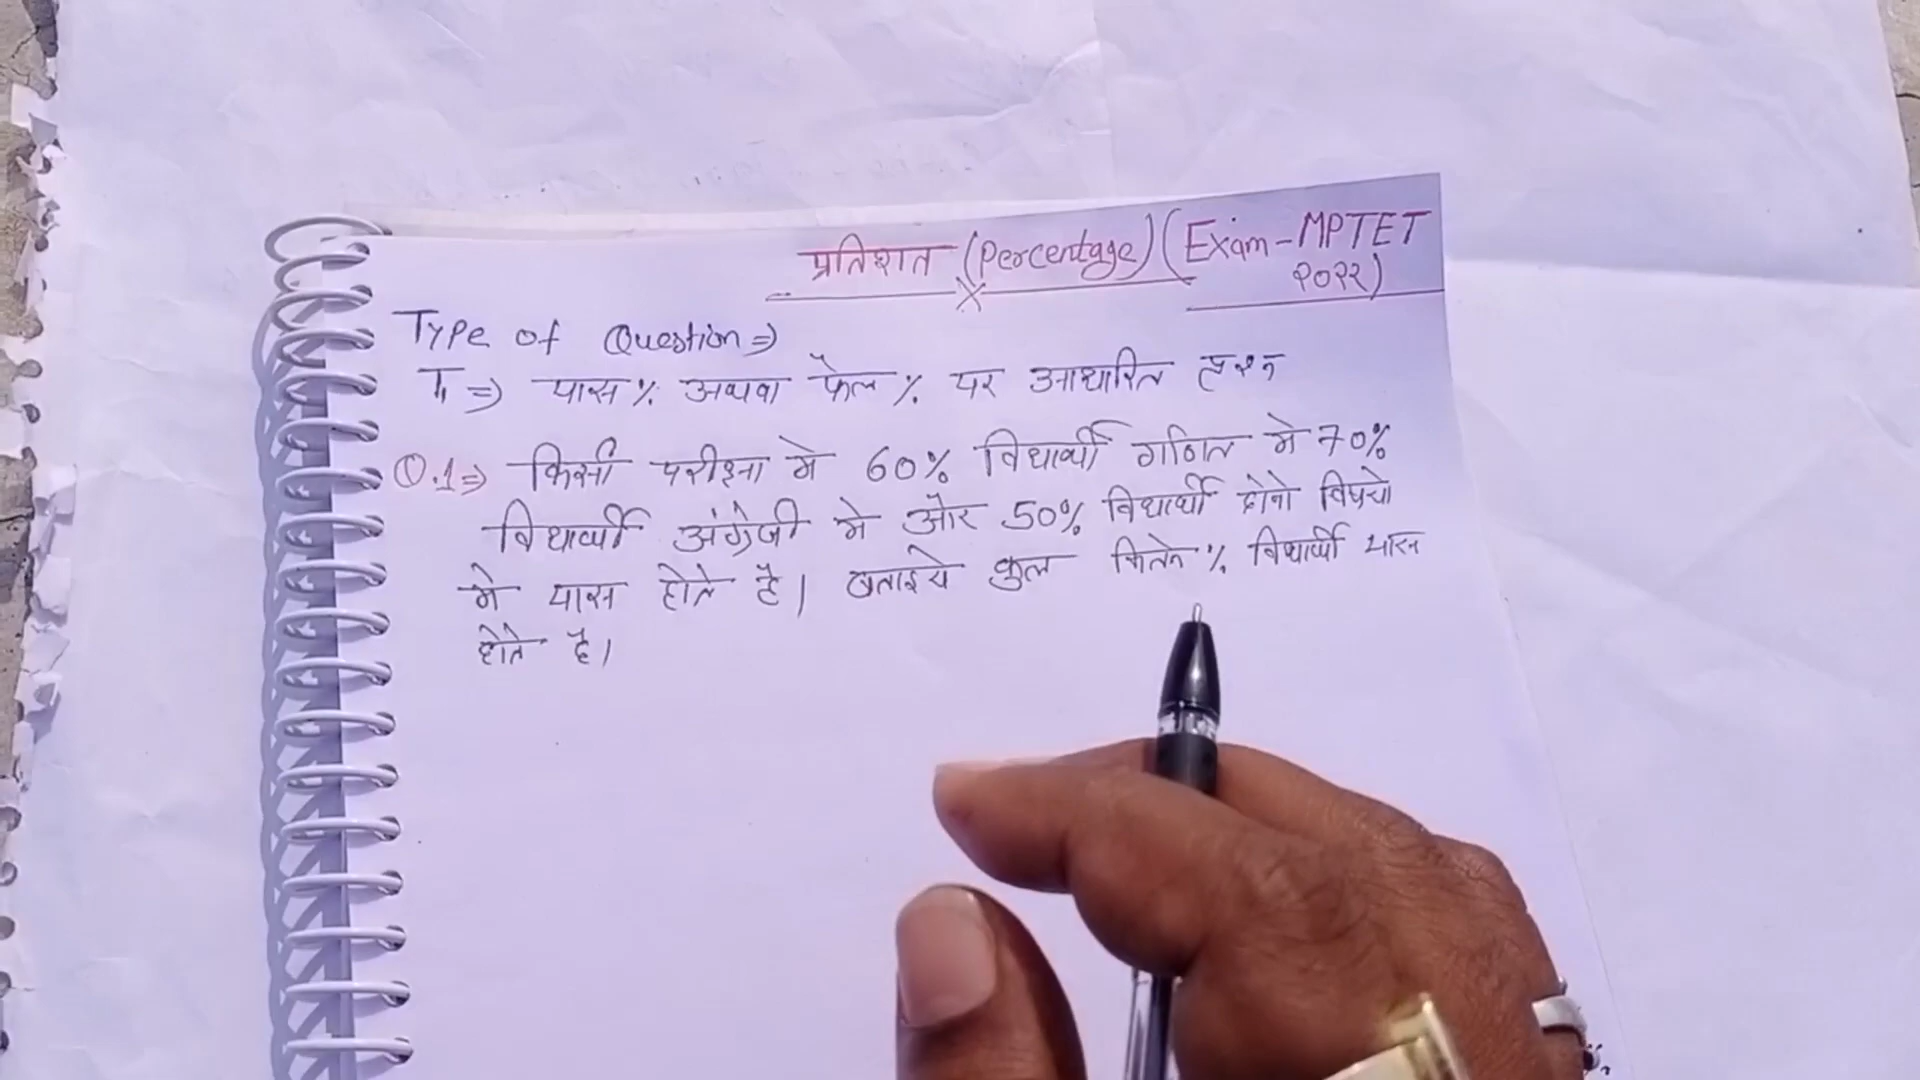 प्रतिशत (Percentage) (Exam-MPTET
२०२२)
Type of Question⇒
T₁⇒ पास% अथवा फेल% पर आधारित प्रश्न
Q.1⇒ किसी परीक्षा मे 60% विधार्थी गणित मे 70%
विधार्थी अंग्रेजी मे और 50% विधार्थी दोनो विषयो
मे पास होते है। बताइये कुल कितने % विधार्थी पास
होते है।